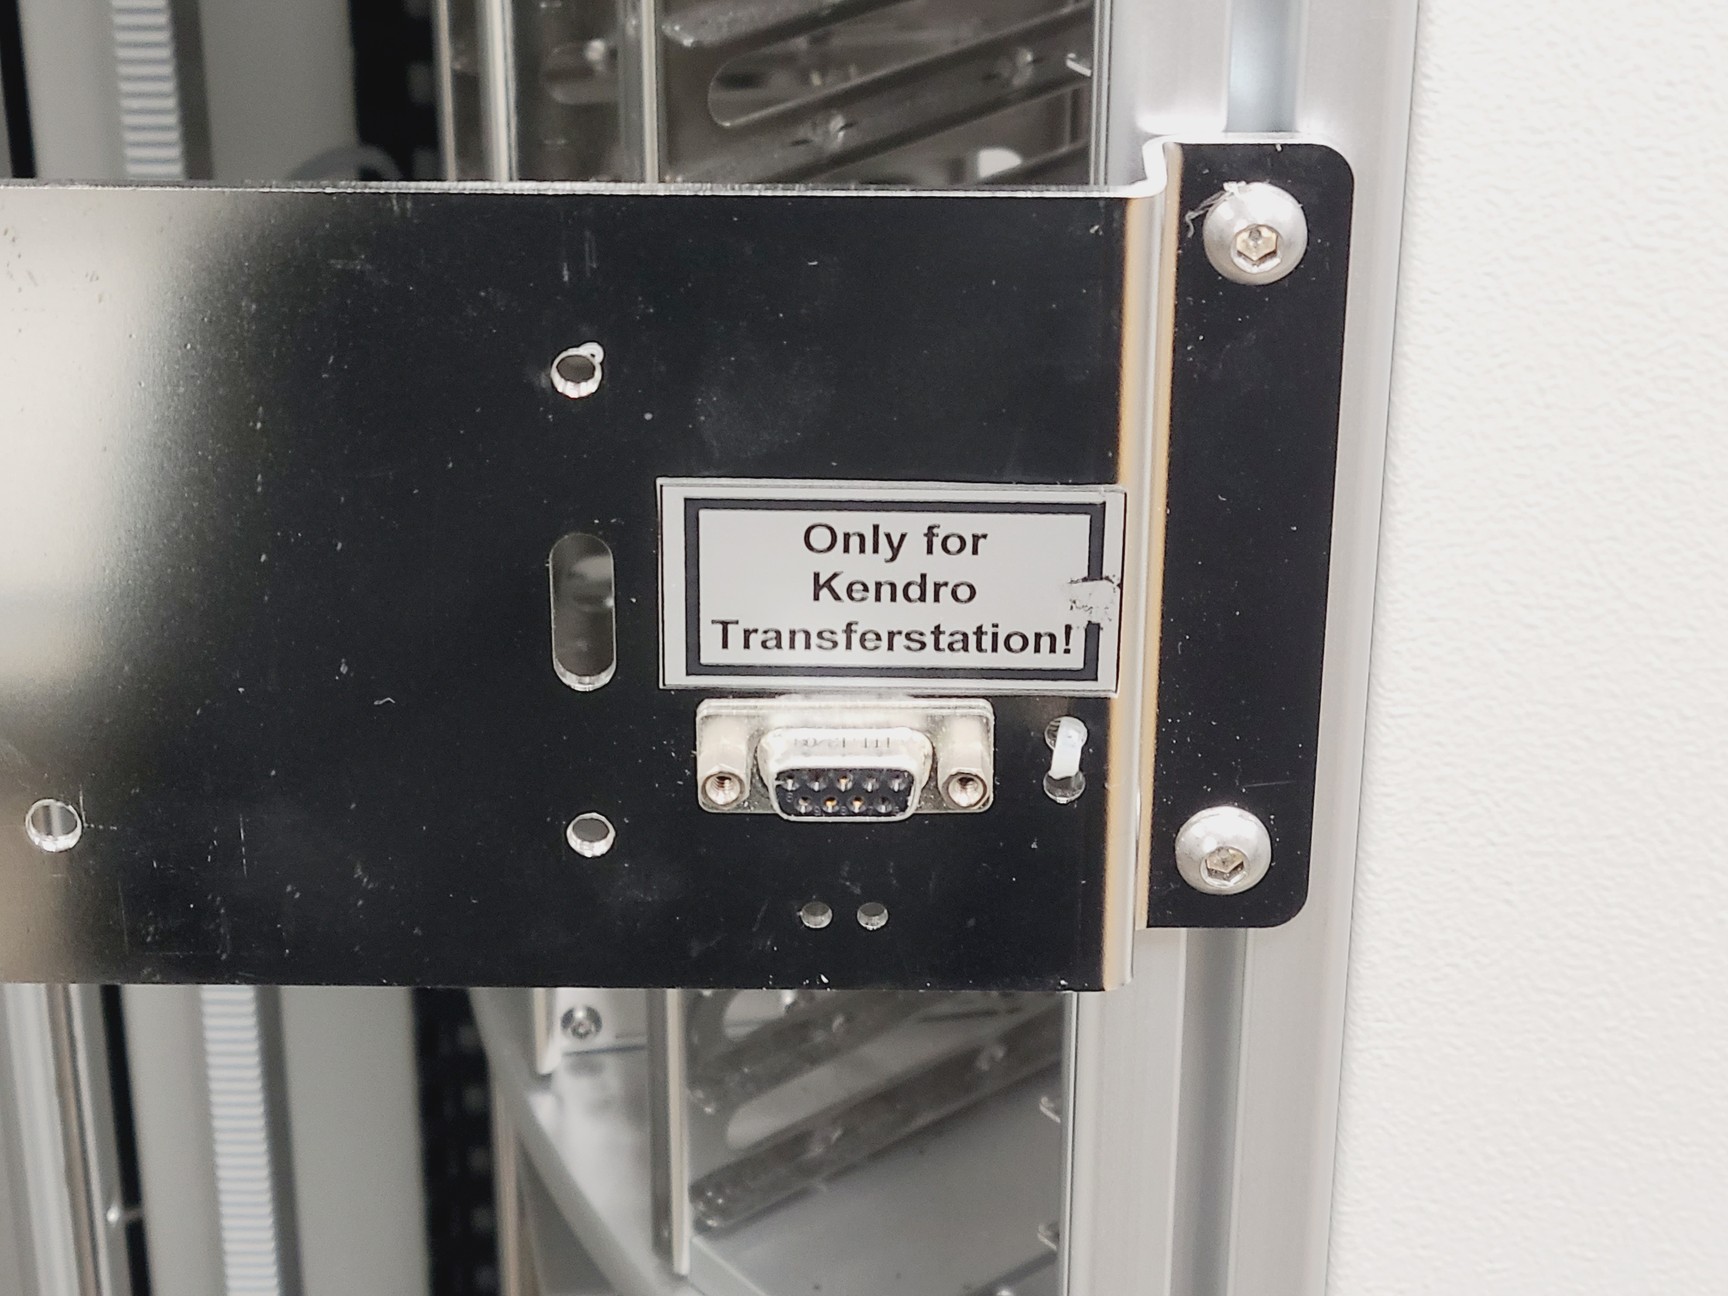 Only for
Kendro
Transferstation!